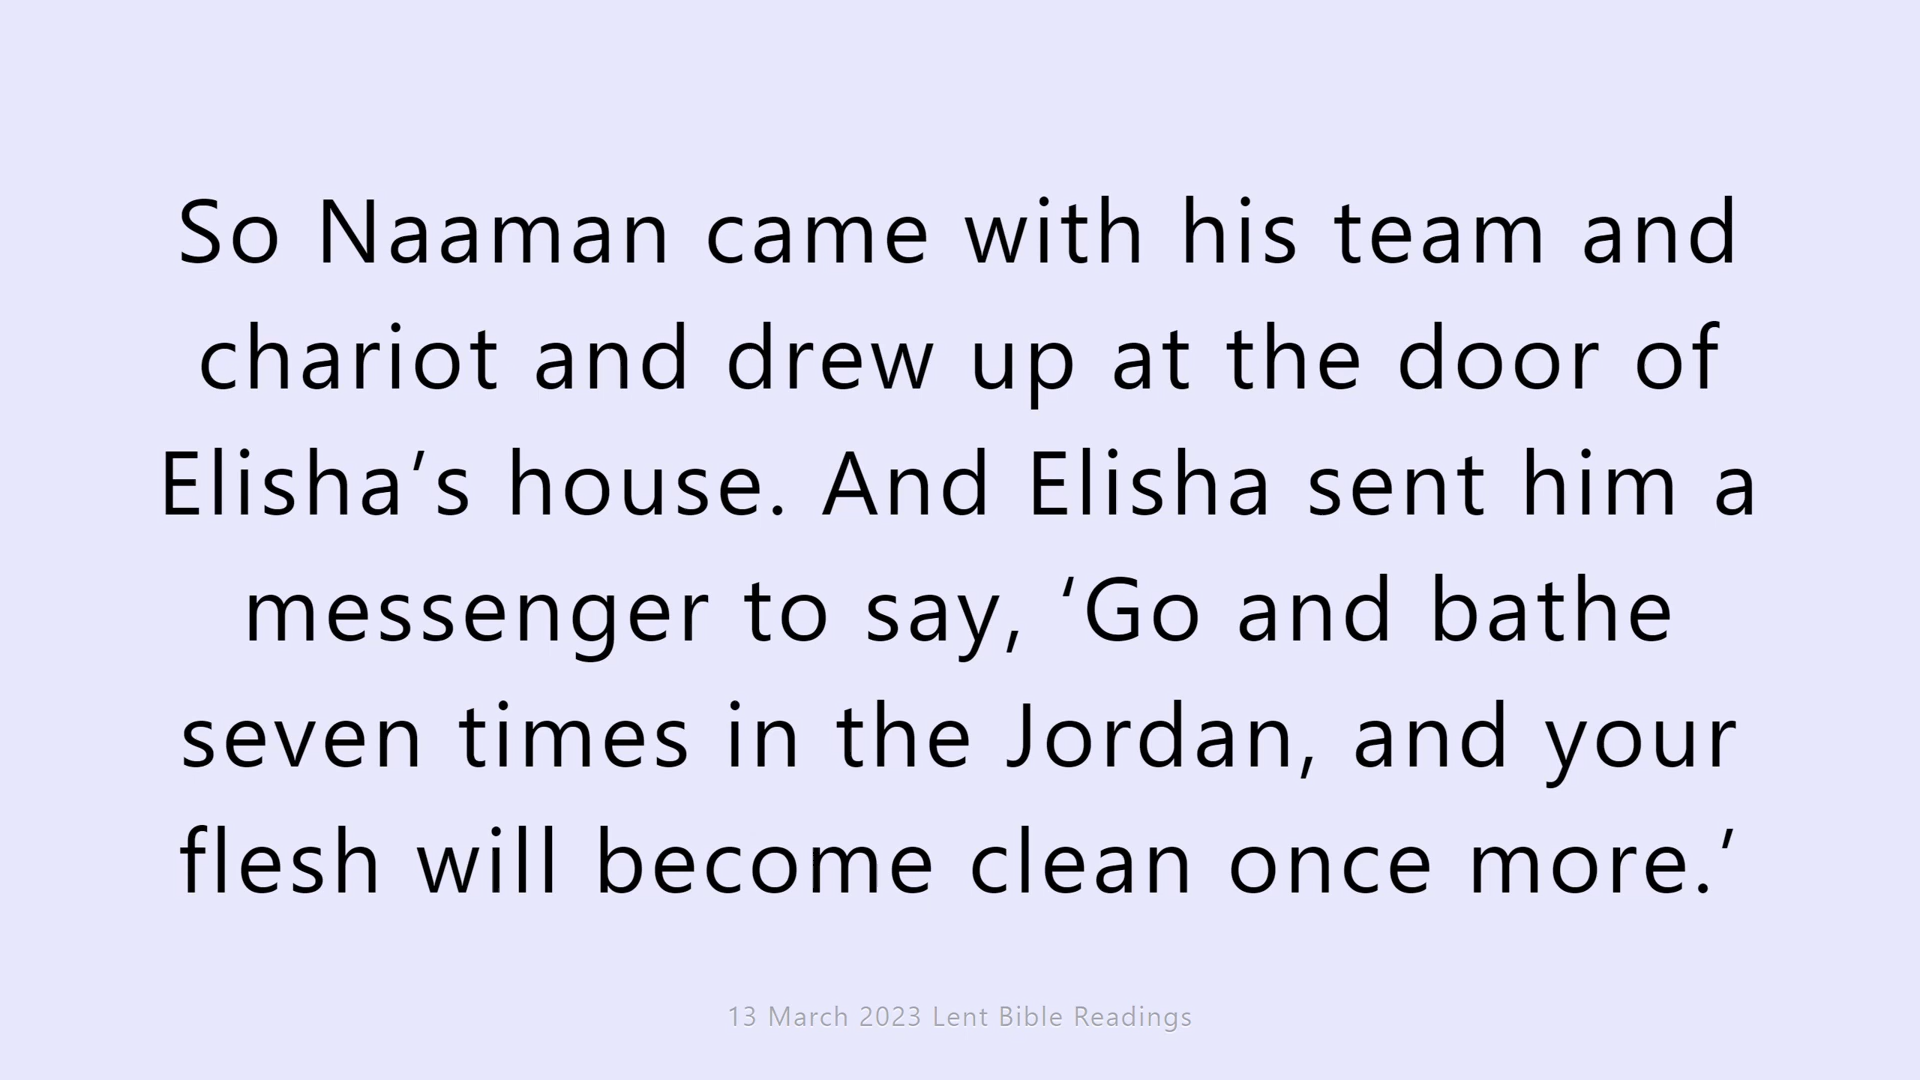 So Naaman came with his team and
chariot and drew up at the door of
Elisha’s house. And Elisha sent him a
messenger to say, ‘Go and bathe
seven times in the Jordan, and your
flesh will become clean once more.’
13 March 2023 Lent Bible Readings